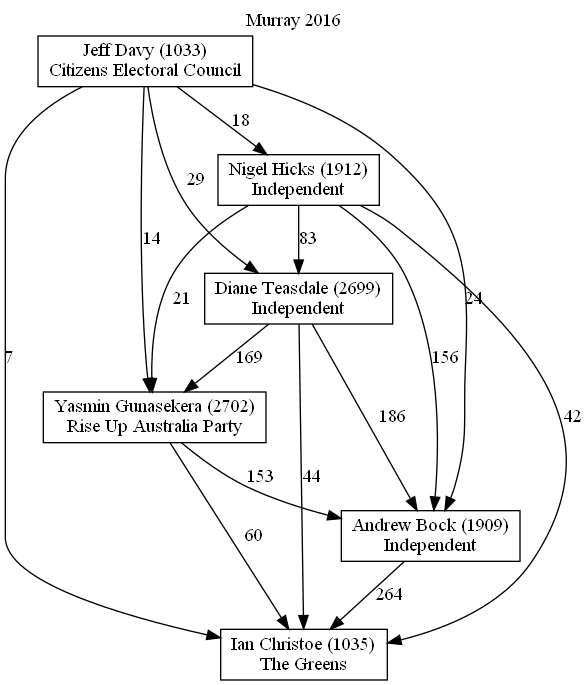 Murray 2016
Jeff Davy (1033)
Citizens Electoral Council
18
Nigel Hicks (1912)
Independent
29
14
83
21
24
Diane Teasdale (2699)
Independent
7
169
156
186
42
Yasmin Gunasekera (2702)
Rise Up Australia Party
153
44
60
Andrew Bock (1909)
Independent
264
Ian Christoe (1035)
The Greens